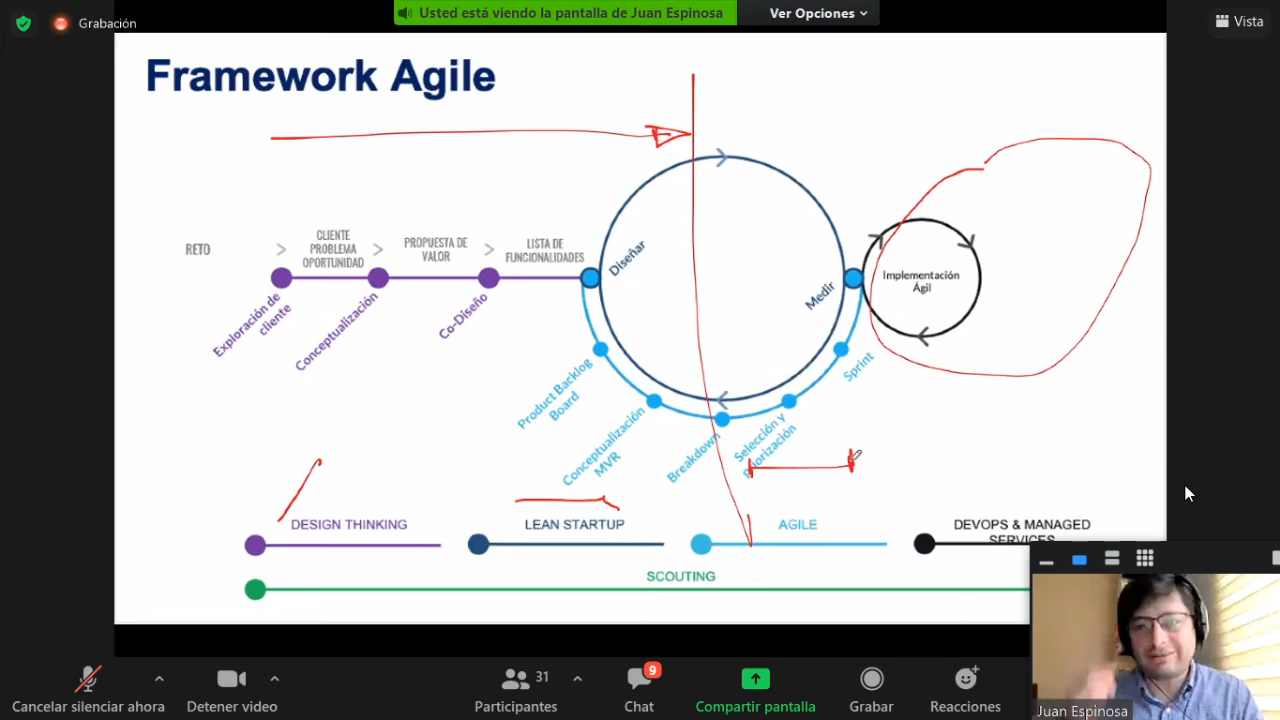 Grabación
Usted está viendo la pantalla de Juan Espinosa
Ver Opciones
Vista
Framework Agile
RETO
CLIENTE
PROBLEMA
OPORTUNIDAD
PROPUESTA DE
VALOR
LISTA DE
FUNCIONALIDADES
Exploración de
cliente
Conceptualización
Co-Diseño
Diseñar
Medir
Implementación
Ágil
Product Backlog
Board
Conceptualización
MVR
Breakdown
Selección y
priorización
Sprint
DESIGN THINKING
LEAN STARTUP
AGILE
DEVOPS & MANAGED
SERVICES
SCOUTING
Juan Espinosa
Cancelar silenciar ahora
Detener video
31
Participantes
9
Chat
Compartir pantalla
Grabar
Reacciones